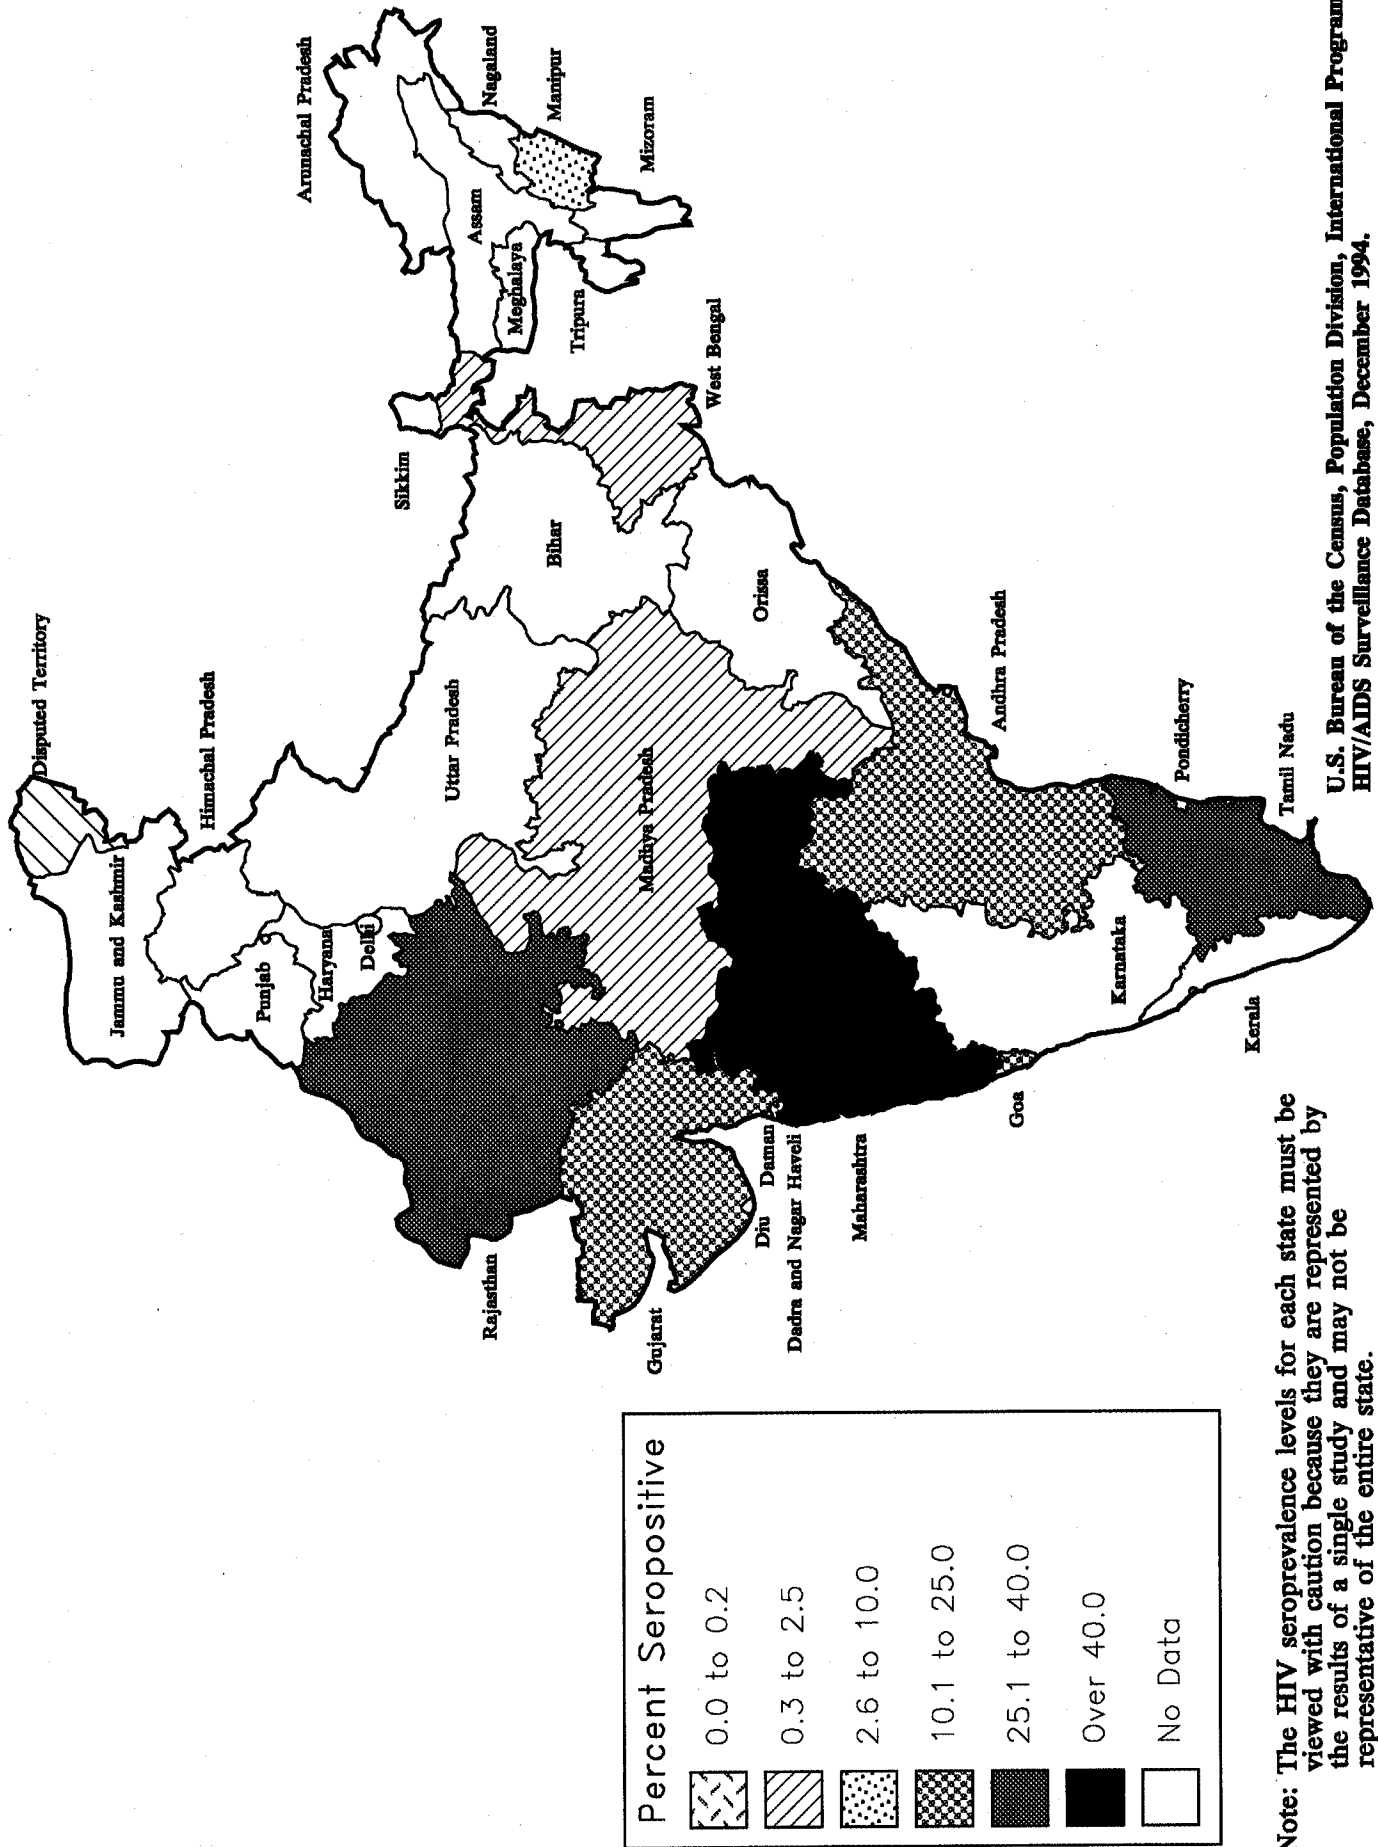 Disputed Territory
Jammu and Kashmir
Himachal Pradesh
Punjab
Haryana
Delhi
Uttar Pradesh
Rajasthan
Sikkim
Arunachal Pradesh
Assam
Nagaland
Meghalaya
Manipur
Tripura
Mizoram
Bihar
West Bengal
Gujarat
Madhya Pradesh
Orissa
Diu
Daman
Dadra and Nagar Haveli
Maharashtra
Andhra Pradesh
Goa
Karnataka
Pondicherry
Kerala
Tamil Nadu
Percent Seropositive
0.0 to 0.2
0.3 to 2.5
2.6 to 10.0
10.1 to 25.0
25.1 to 40.0
Over 40.0
No Data
Note: The HIV seroprevalence levels for each state must be
viewed with caution because they are represented by
the results of a single study and may not be
representative of the entire state.
U.S. Bureau of the Census, Population Division, International Program
HIV/AIDS Surveillance Database, December 1994.